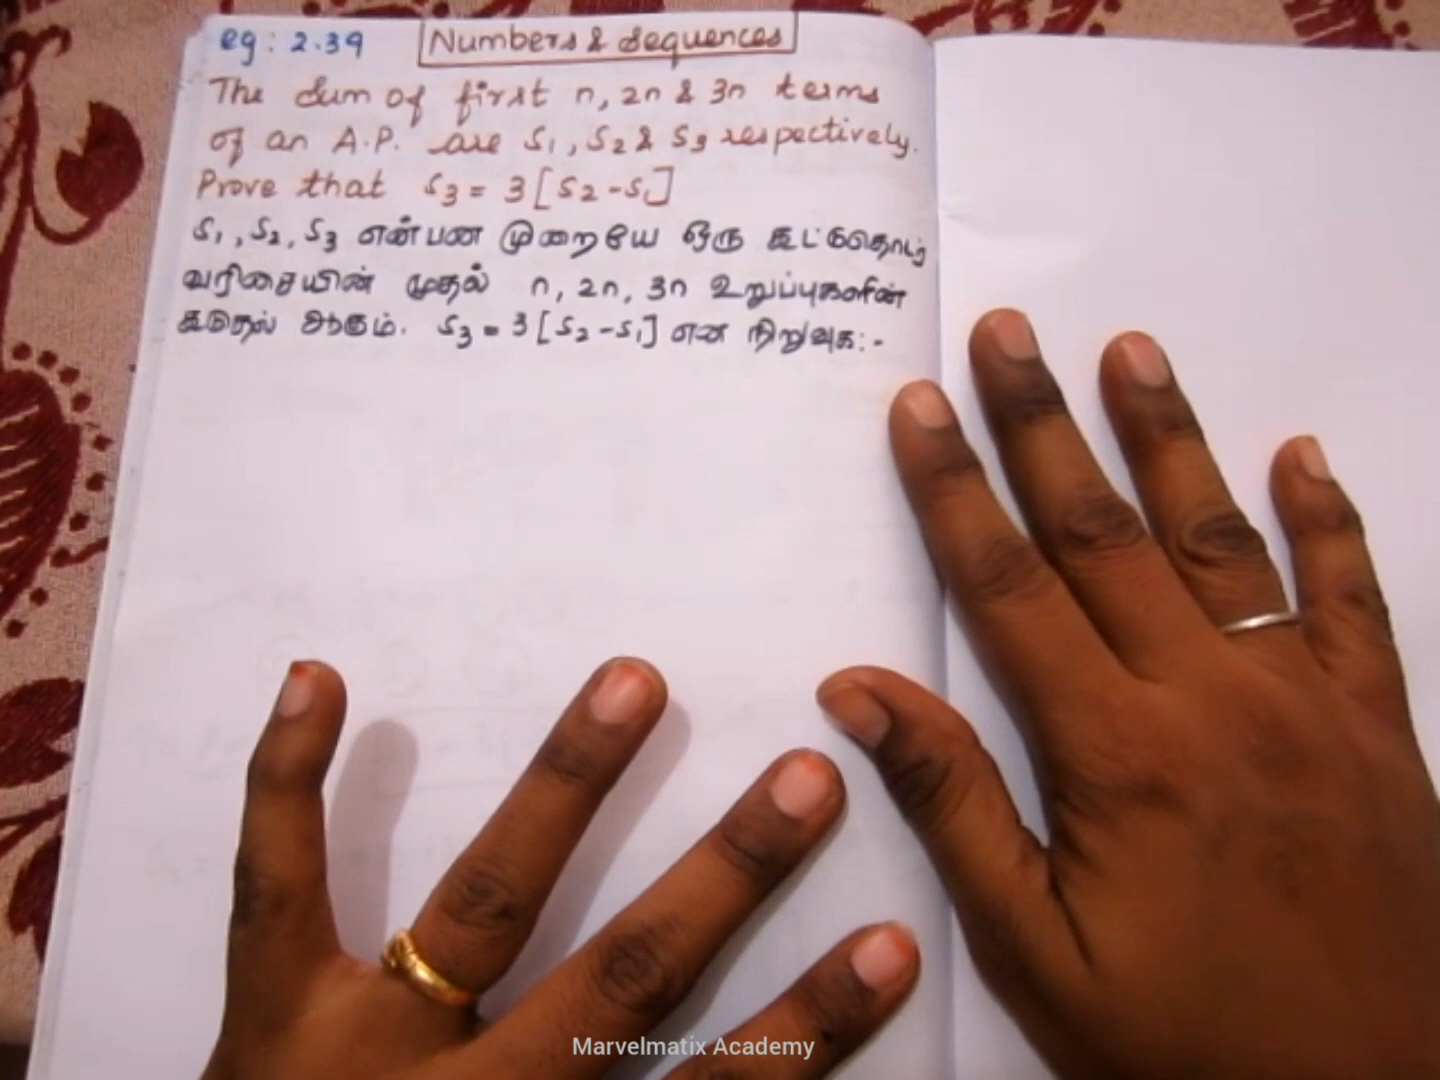 eg : 2.39 Numbers & Sequences
The Sum of first n, 2n & 3n terms
of an A.P. are S1, S2 & S3 respectively.
Prove that S3 = 3[S2-S1]
S1, S2, S3 என்பன முறையே ஒரு கூட்டுத்தொடர்
வரிசையின் முதல் n, 2n, 3n உறுப்புகளின்
கூடுதல் ஆகும். S3 = 3[S2-S1] என நிறுவுக:-
Marvelmatix Academy